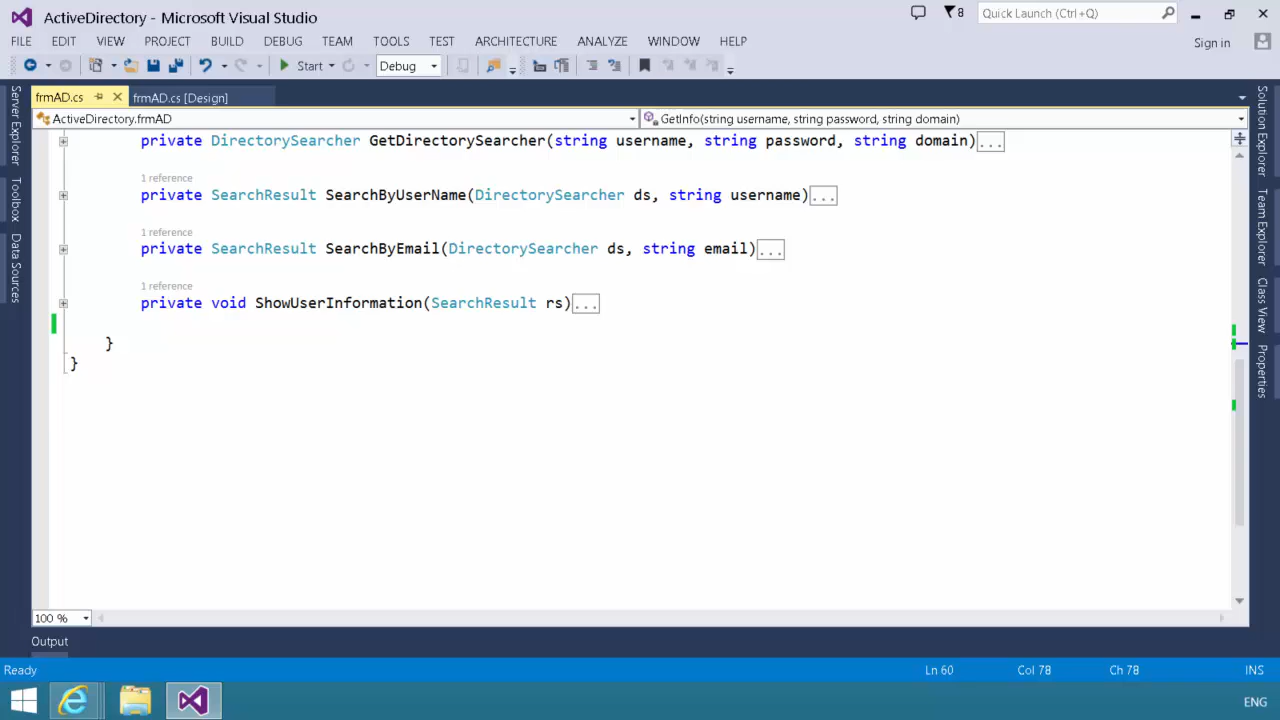 ActiveDirectory - Microsoft Visual Studio
8
Quick Launch (Ctrl+Q)
FILE EDIT VIEW PROJECT BUILD DEBUG TEAM TOOLS TEST ARCHITECTURE ANALYZE WINDOW HELP
Sign in
Start
Debug
frmAD.cs
frmAD.cs [Design]
ActiveDirectory.frmAD
GetInfo(string username, string password, string domain)
private DirectorySearcher GetDirectorySearcher(string username, string password, string domain)...
1 reference
private SearchResult SearchByUserName(DirectorySearcher ds, string username)...
1 reference
private SearchResult SearchByEmail(DirectorySearcher ds, string email)...
1 reference
private void ShowUserInformation(SearchResult rs)...
}
}
Server Explorer
Toolbox
Data Sources
Solution Explorer
Team Explorer
Class View
Properties
100 %
Output
Ready
Ln 60
Col 78
Ch 78
INS
ENG